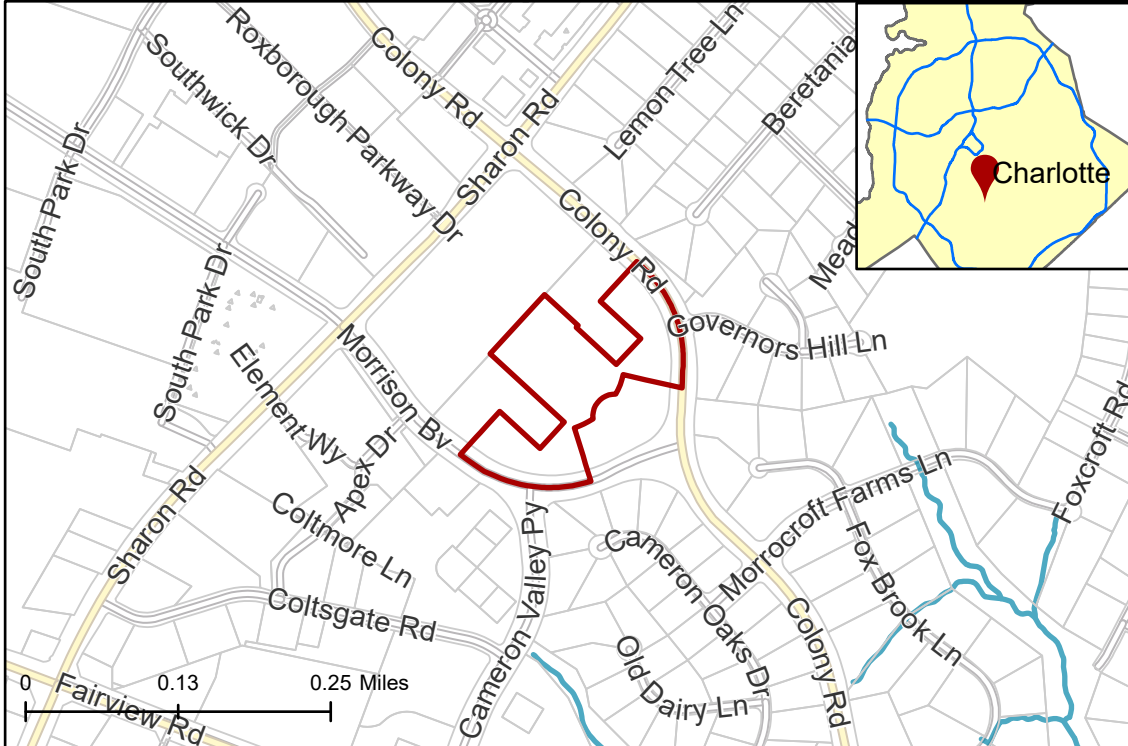 Roxborough Parkway Dr
Southwick Dr
Colony Rd
Sharon Rd
Lemon Tree Ln
Beretania
Charlotte
South Park Dr
Colony Rd
Mead
South Park Dr
Governors Hill Ln
Morrison Bv
Element Wy
Apex Dr
Foxcroft Rd
Sharon Rd
Coltmore Ln
Morrocroft Farms Ln
Cameron Valley Py
Cameron Oaks Dr
Fox Brook Ln
Coltsgate Rd
Colony Rd
Old Dairy Ln
0 0.13 0.25 Miles
Fairview Rd